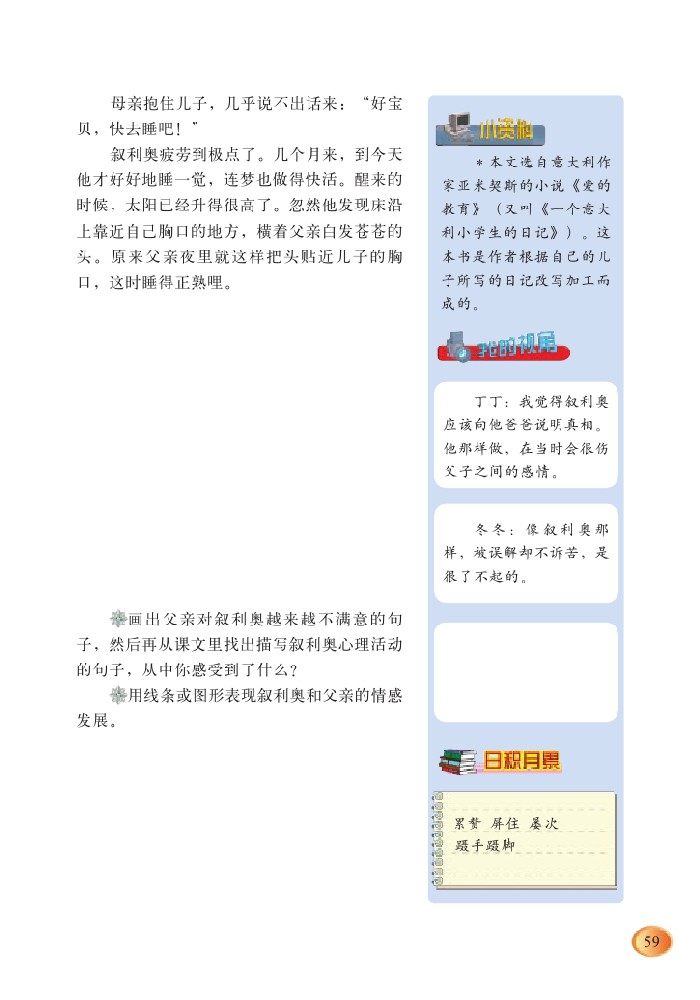 母亲抱住儿子，几乎说不出话来：“好宝
贝，快去睡吧！”
叙利奥疲劳到极点了。几个月来，到今天
他才好好地睡一觉，连梦也做得快活。醒来的
时候，太阳已经升得很高了。忽然他发现床沿
上靠近自己胸口的地方，横着父亲白发苍苍的
头。原来父亲夜里就这样把头贴近儿子的胸
口，这时睡得正熟哩。
画出父亲对叙利奥越来越不满意的句
子，然后再从课文里找出描写叙利奥心理活动
的句子，从中你感受到了什么？
用线条或图形表现叙利奥和父亲的情感
发展。
小资料
*本文选自意大利作
家亚米契斯的小说《爱的
教育》（又叫《一个意大
利小学生的日记》）。这
本书是作者根据自己的儿
子所写的日记改写加工而
成的。
我的视角
丁丁：我觉得叙利奥
应该向他爸爸说明真相。
他那样做，在当时会很伤
父子之间的感情。
冬冬：像叙利奥那
样，被误解却不诉苦，是
很了不起的。
日积月累
累赘 屏住 屡次
蹑手蹑脚
59